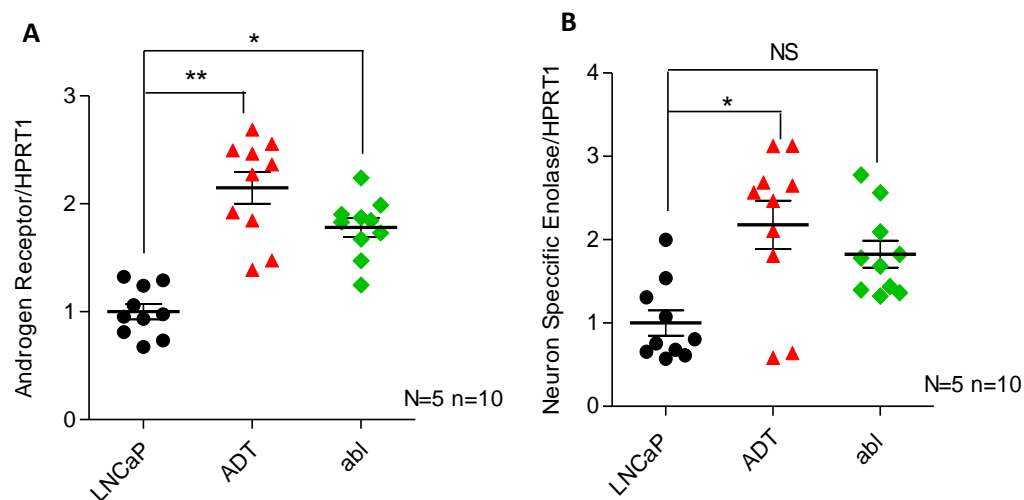 A
*
**
3
2
1
0
Androgen Receptor/HPRT1
N=5 n=10
LNCaP
ADT
abl
B
NS
*
4
3
2
1
0
Neuron Speccific Enolase/HPRT1
N=5 n=10
LNCaP
ADT
abl